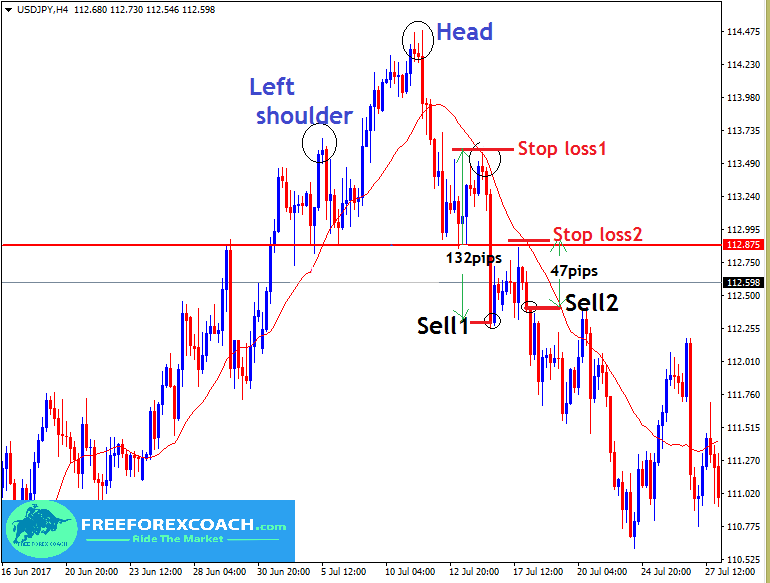 USDJPY,H4 112.680 112.730 112.546 112.598
Head
Left
shoulder
Stop loss1
Stop loss2
132pips
47pips
Sell2
Sell1
114.475
114.230
113.980
113.735
113.490
113.240
112.995
112.875
112.750
112.598
112.500
112.255
112.010
111.760
111.515
111.270
111.020
110.775
110.525
FREEFOREXCOACH.com
Ride The Market
FREE FOREX COACH
16 Jun 2017
20 Jun 20:00
23 Jun 12:00
28 Jun 04:00
30 Jun 20:00
5 Jul 12:00
10 Jul 04:00
12 Jul 20:00
17 Jul 12:00
20 Jul 04:00
24 Jul 20:00
27 Jul 12:00